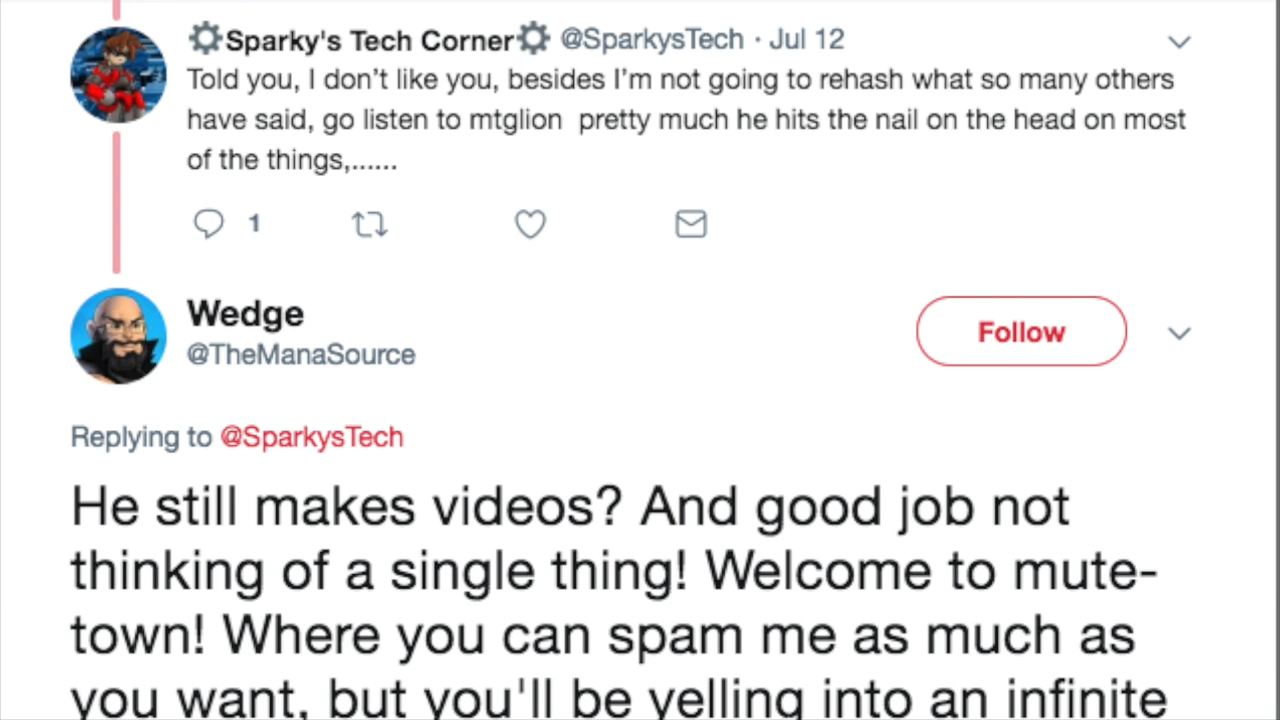 Sparky's Tech Corner @SparkysTech · Jul 12
Told you, I don’t like you, besides I’m not going to rehash what so many others
have said, go listen to mtglion  pretty much he hits the nail on the head on most
of the things,......
1
Wedge
@TheManaSource
Follow
Replying to @SparkysTech
He still makes videos? And good job not
thinking of a single thing! Welcome to mute-
town! Where you can spam me as much as
you want, but you'll be yelling into an infinite